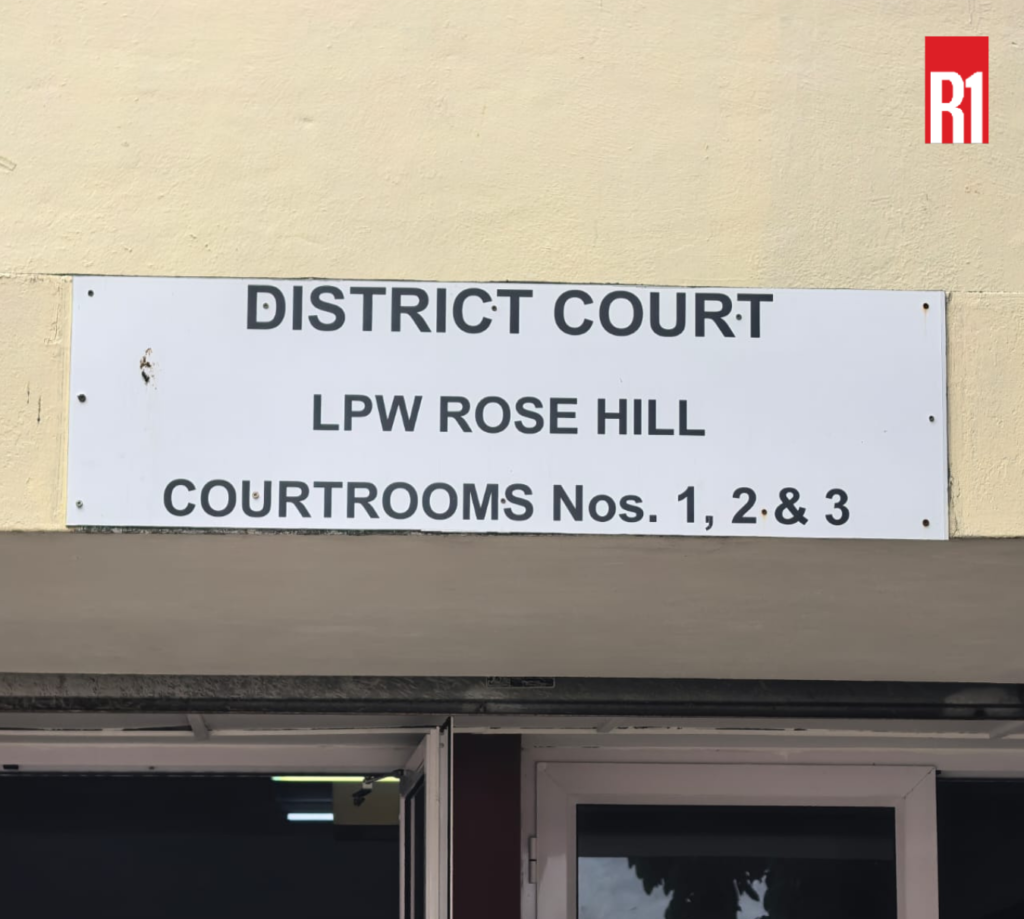 R1
DISTRICT COURT
LPW ROSE HILL
COURTROOMS Nos. 1, 2 & 3